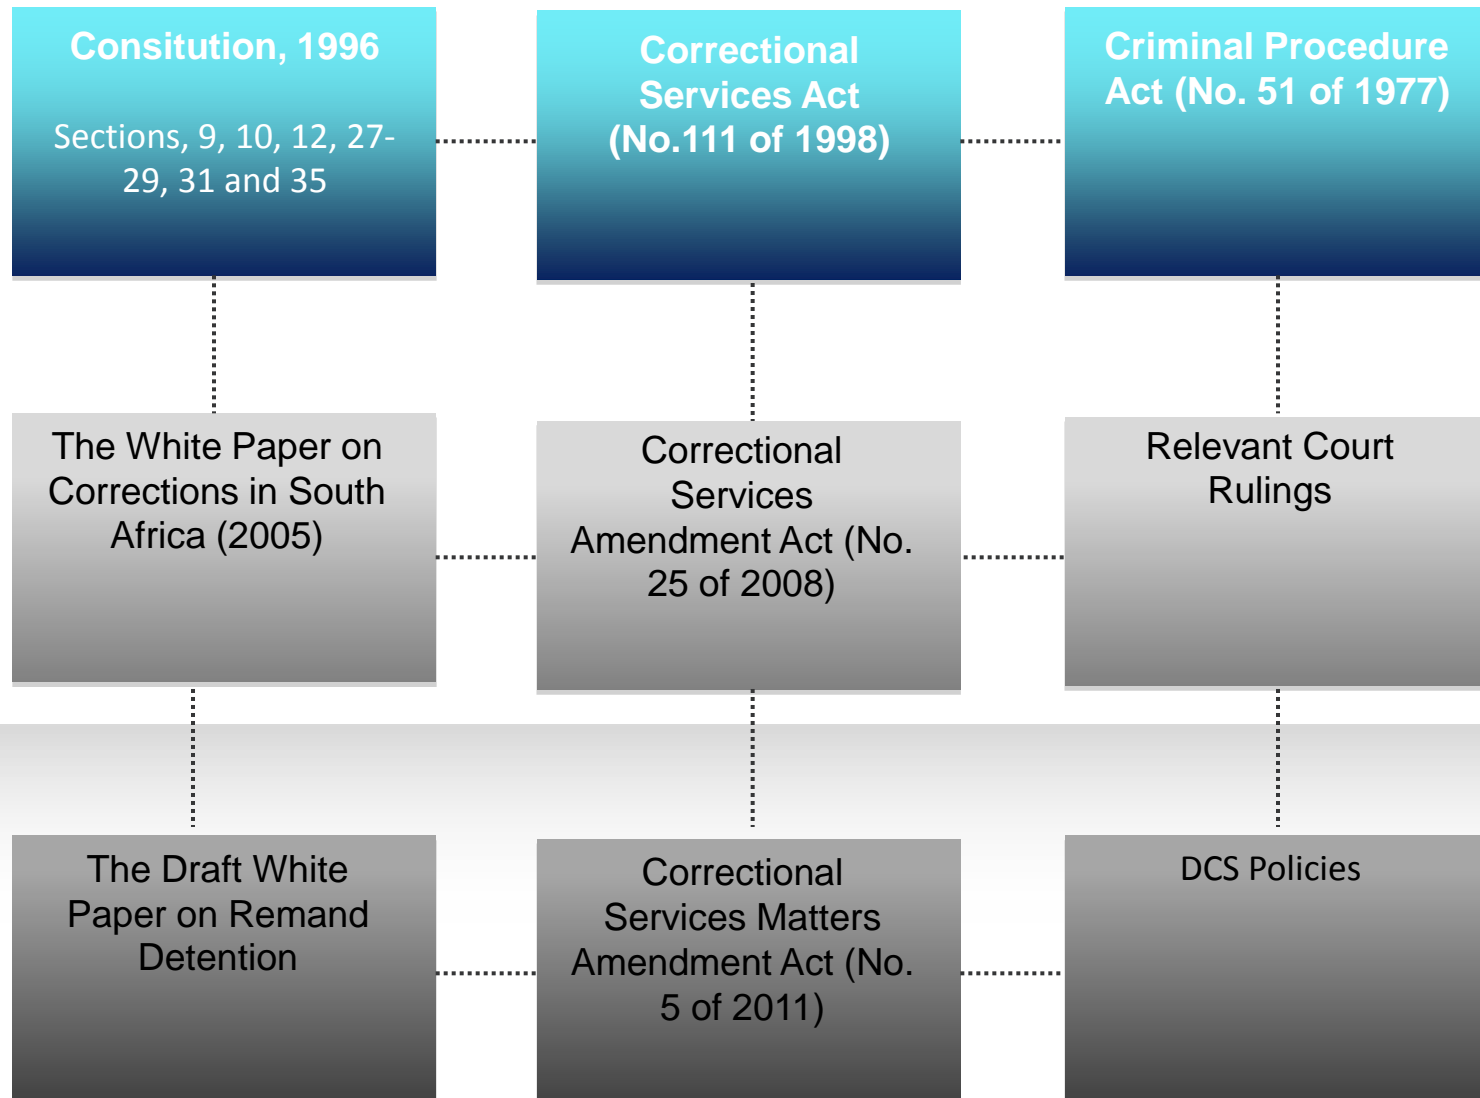 Consitution, 1996
Sections, 9, 10, 12, 27-
29, 31 and 35
Correctional
Services Act
(No.111 of 1998)
Criminal Procedure
Act (No. 51 of 1977)
The White Paper on
Corrections in South
Africa (2005)
Correctional
Services
Amendment Act (No.
25 of 2008)
Relevant Court
Rulings
The Draft White
Paper on Remand
Detention
Correctional
Services Matters
Amendment Act (No.
5 of 2011)
DCS Policies